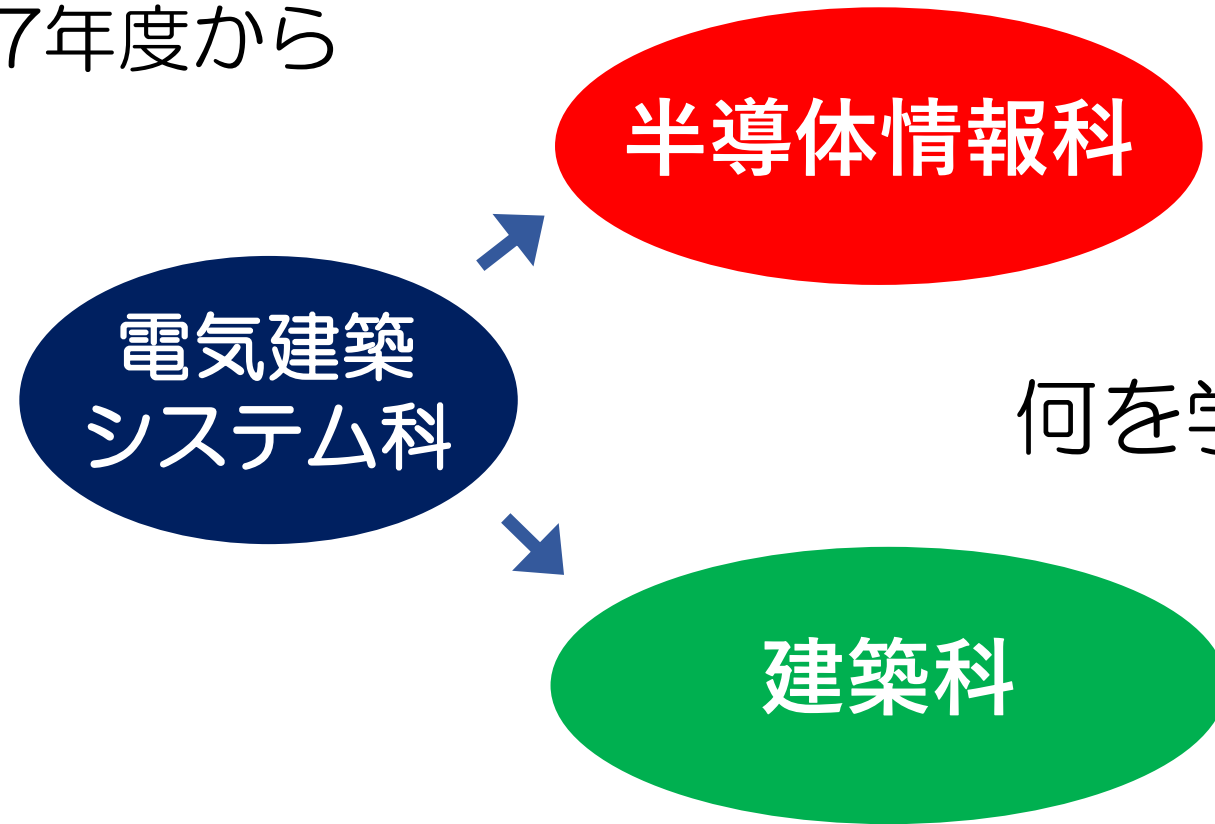 7年度から
半導体情報科
電気建築
システム科
何を学
建築科